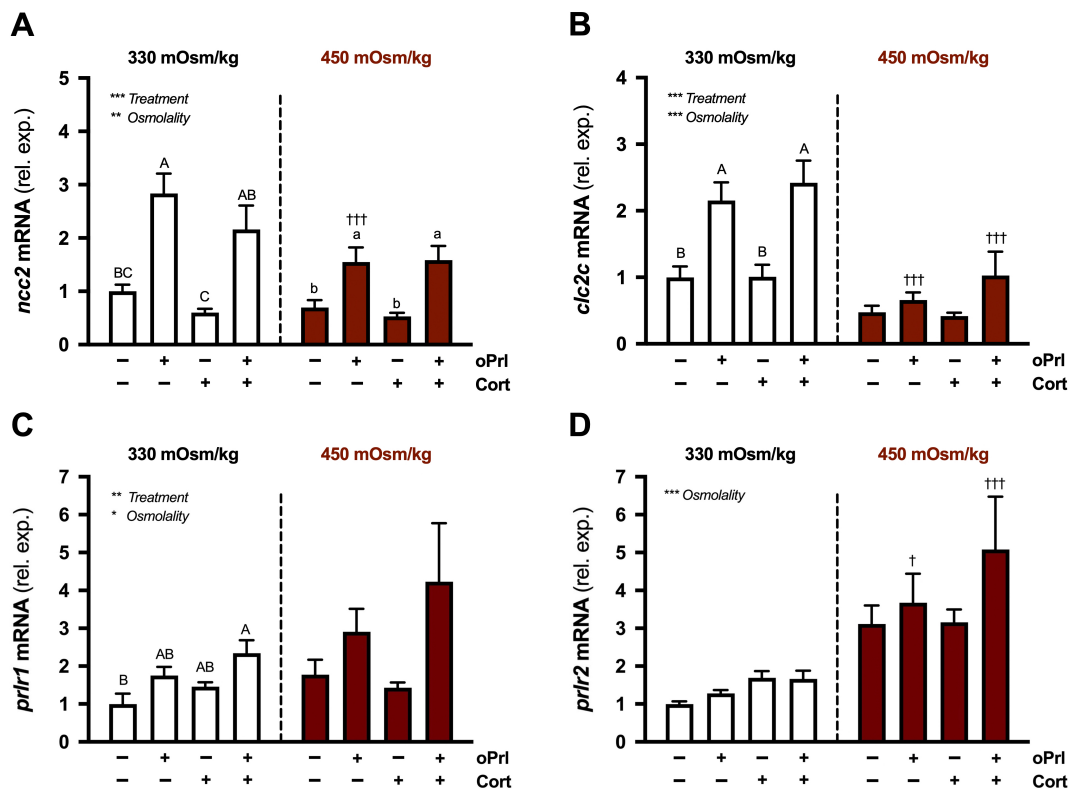 A
330 mOsm/kg 450 mOsm/kg
ncc2 mRNA (rel. exp.)
5
4
3
2
1
0
*** Treatment
** Osmolality
BC A C AB b ††† a b a
− + − + − + − + oPrl
− − + + − − + + Cort
B
330 mOsm/kg 450 mOsm/kg
clc2c mRNA (rel. exp.)
4
3
2
1
0
*** Treatment
*** Osmolality
B A B A ††† †††
− + − + − + − + oPrl
− − + + − − + + Cort
C
330 mOsm/kg 450 mOsm/kg
prlr1 mRNA (rel. exp.)
7
6
5
4
3
2
1
0
** Treatment
* Osmolality
B AB AB A
− + − + − + − + oPrl
− − + + − − + + Cort
D
330 mOsm/kg 450 mOsm/kg
prlr2 mRNA (rel. exp.)
7
6
5
4
3
2
1
0
*** Osmolality
† †††
− + − + − + − + oPrl
− − + + − − + + Cort